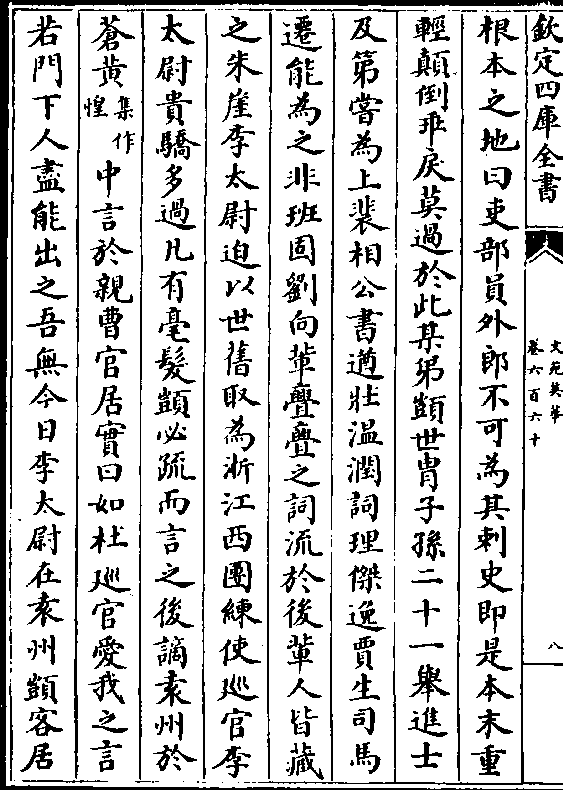 欽定四庫全書
文苑英華
卷六百六十
八
根本之地曰吏部員外郎不可為其刺史即是本末重
輕顛倒乖戾莫過於此某弟顗世胄子孫二十一舉進士
及第嘗為上裴相公書遒壯溫潤詞理傑逸賈生司馬
遷能為之非班固劉向輩亹亹之詞流於後輩人皆藏
之朱崖李太尉迫以世舊取為浙江西團練使巡官李
太尉貴驕多過凡有毫髮顗必疏而言之後謫袁州於
蒼黄集作惶中言於親曹官居實曰如杜巡官愛我之言
若門下人盡能出之吾無今日李太尉在袁州顗客居